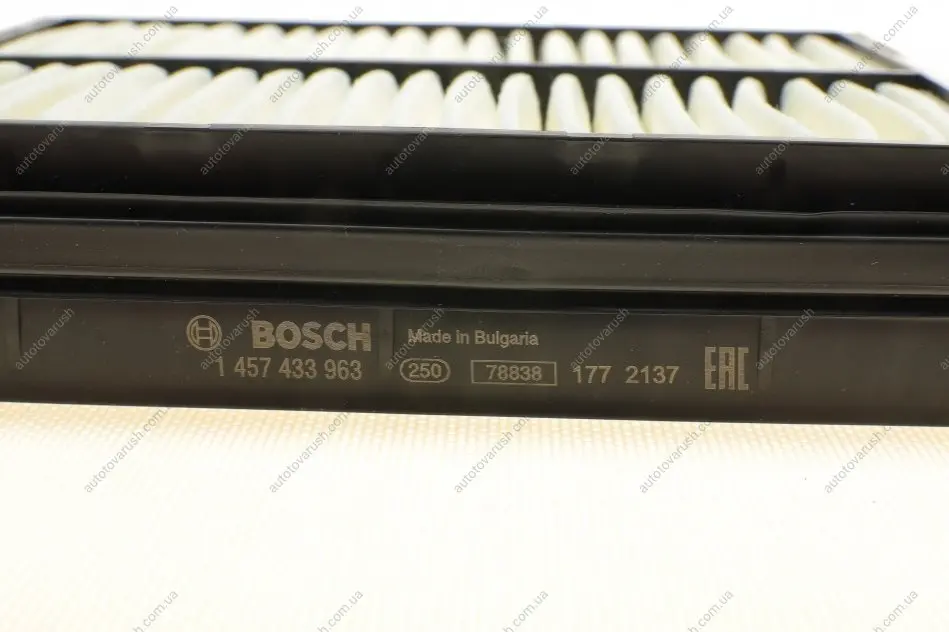 BOSCH
1 457 433 963
Made in Bulgaria
250 78838 177 2137 EAC
autotovarush.com.ua